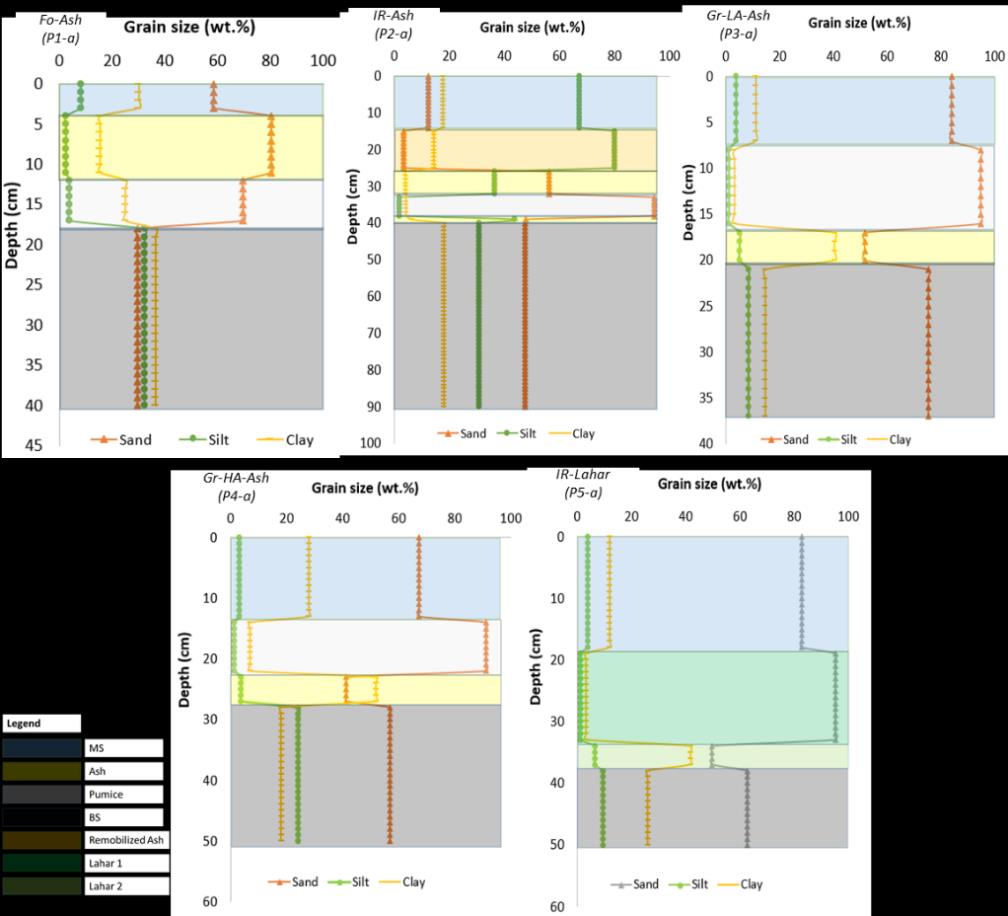 Fo-Ash
(P1-a)
Grain size (wt.%)
0 20 40 60 80 100
0
5
10
15
20
25
30
35
40
45
Depth (cm)
Sand Silt Clay
IR-Ash
(P2-a)
Grain size (wt.%)
0 20 40 60 80 100
0
10
20
30
40
50
60
70
80
90
100
Depth (cm)
Sand Silt Clay
Gr-LA-Ash
(P3-a)
Grain size (wt.%)
0 20 40 60 80 100
0
5
10
15
20
25
30
35
40
Depth (cm)
Sand Silt Clay
Gr-HA-Ash
(P4-a)
Grain size (wt.%)
0 20 40 60 80 100
0
10
20
30
40
50
60
Depth (cm)
Sand Silt Clay
IR-Lahar
(P5-a)
Grain size (wt.%)
0 20 40 60 80 100
0
10
20
30
40
50
60
Depth (cm)
Sand Silt Clay
Legend
MS
Ash
Pumice
BS
Remobilized Ash
Lahar 1
Lahar 2